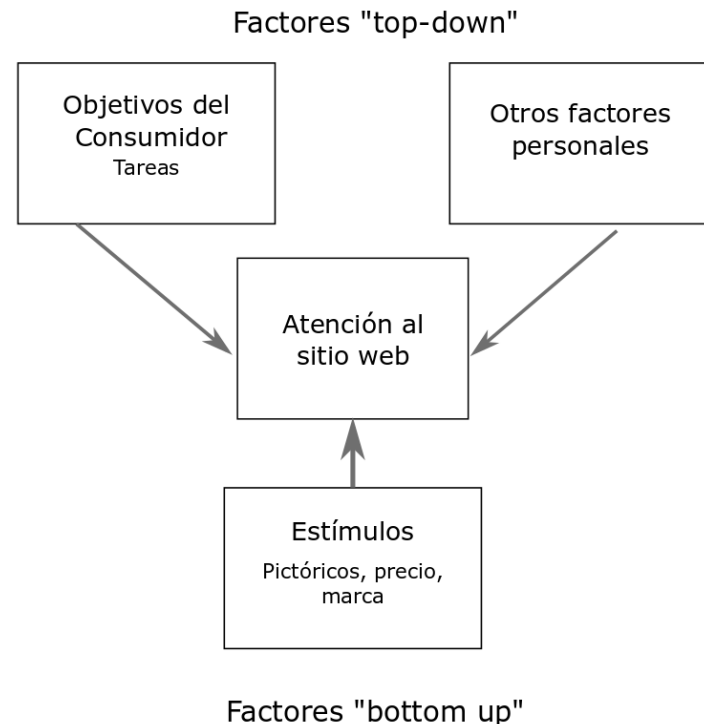 Factores "top-down"
Objetivos del
Consumidor
Tareas
Otros factores
personales
Atención al
sitio web
Estímulos
Pictóricos, precio,
marca
Factores "bottom up"